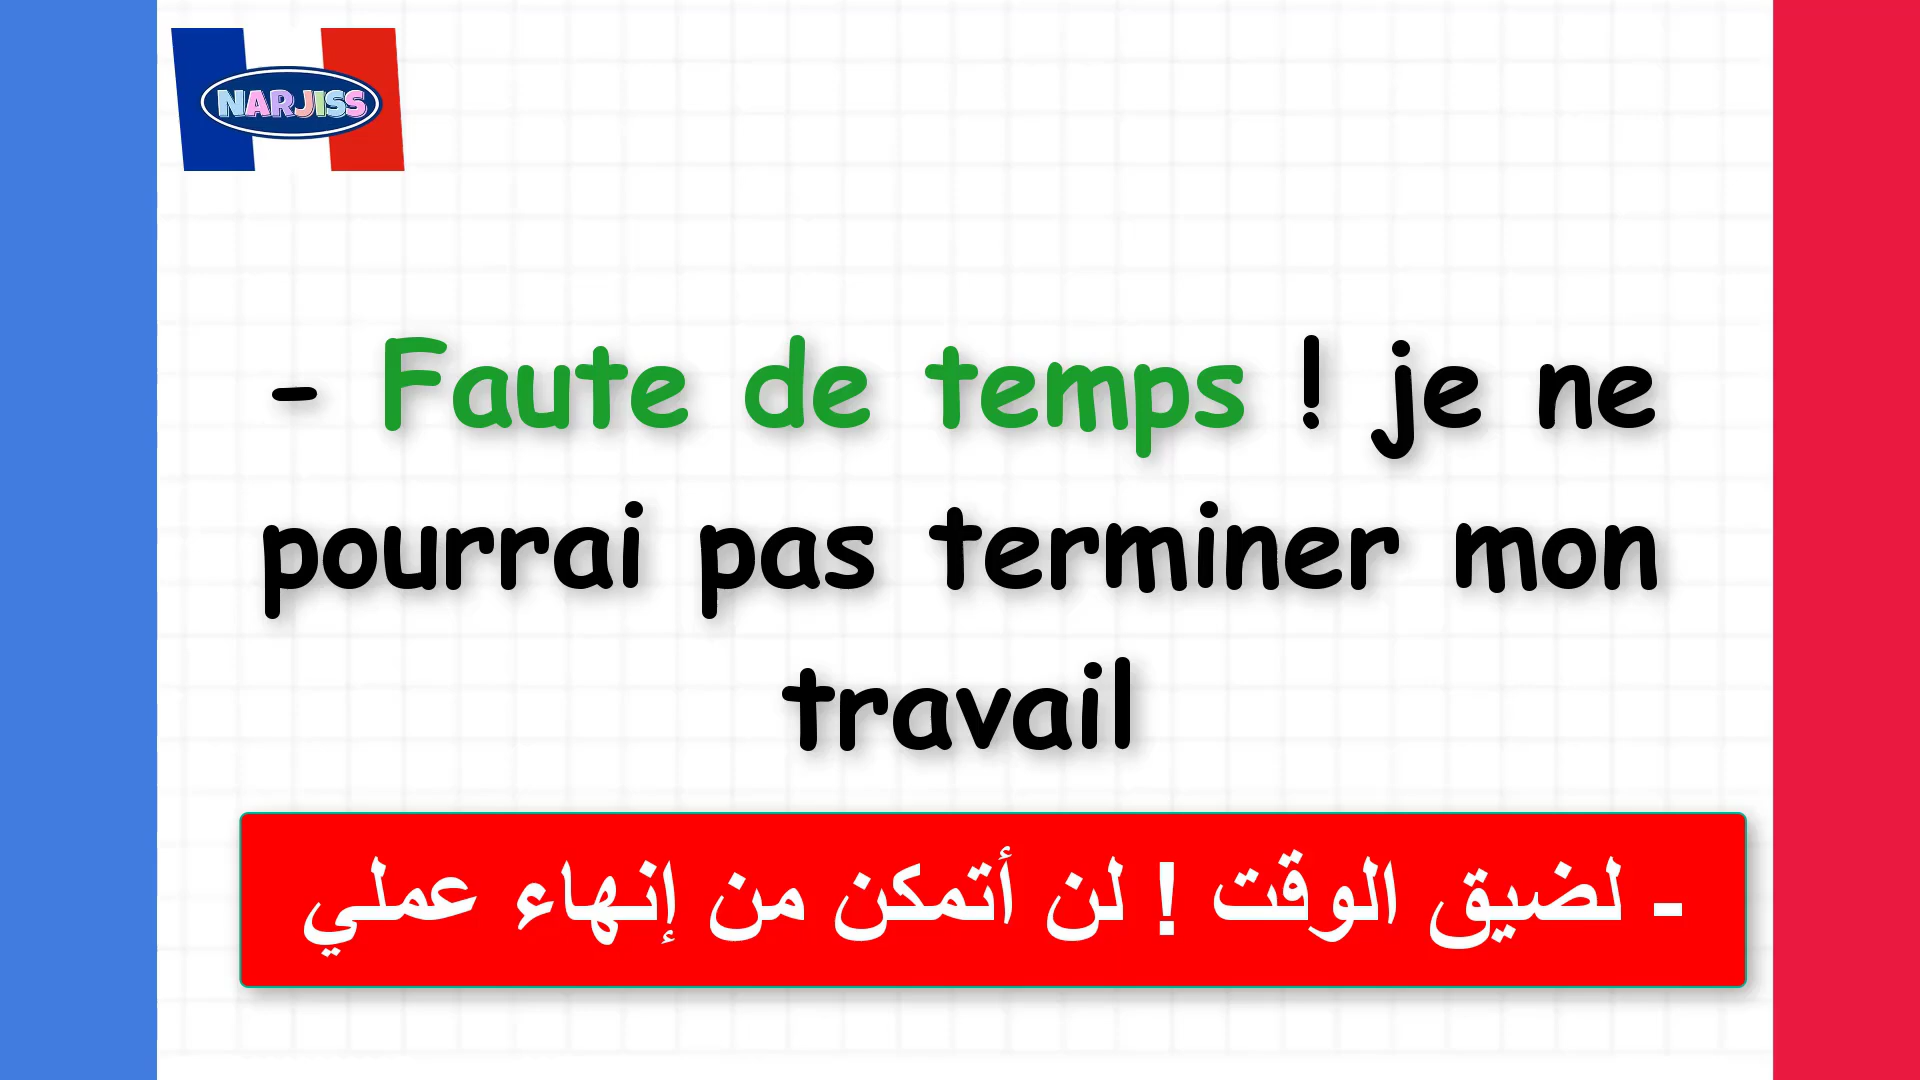 NARJISS
- Faute de temps ! je ne
pourrai pas terminer mon
travail
- لضيق الوقت ! لن أتمكن من إنهاء عملي